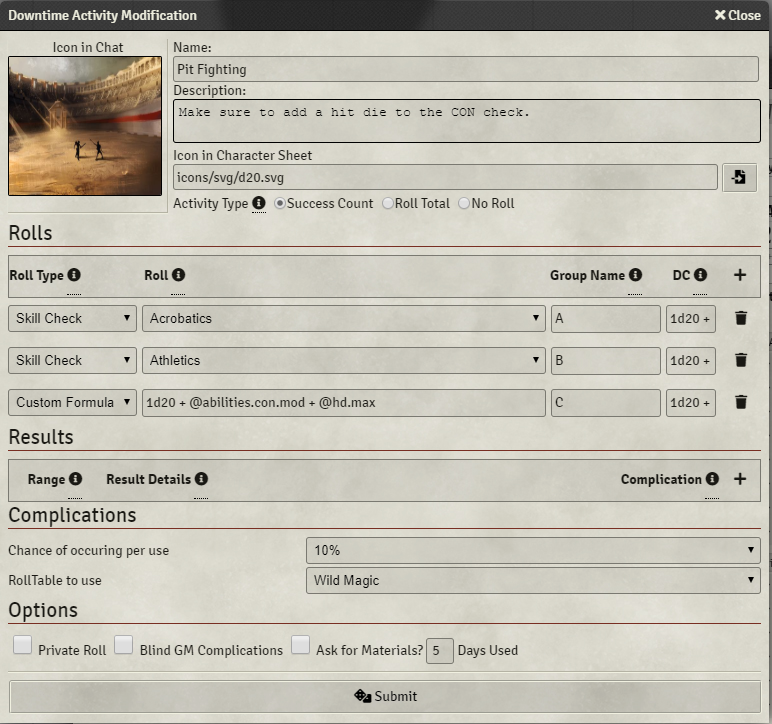 Downtime Activity Modification
Close
Icon in Chat
Name:
Pit Fighting
Description:
Make sure to add a hit die to the CON check.
Icon in Character Sheet
icons/svg/d20.svg
Activity Type Success Count Roll Total No Roll
Rolls
Roll Type Roll Group Name DC +
Skill Check Acrobatics A 1d20 +
Skill Check Athletics B 1d20 +
Custom Formula 1d20 + @abilities.con.mod + @hd.max C 1d20 +
Results
Range Result Details Complication +
Complications
Chance of occuring per use 10%
RollTable to use Wild Magic
Options
Private Roll Blind GM Complications Ask for Materials? 5 Days Used
Submit